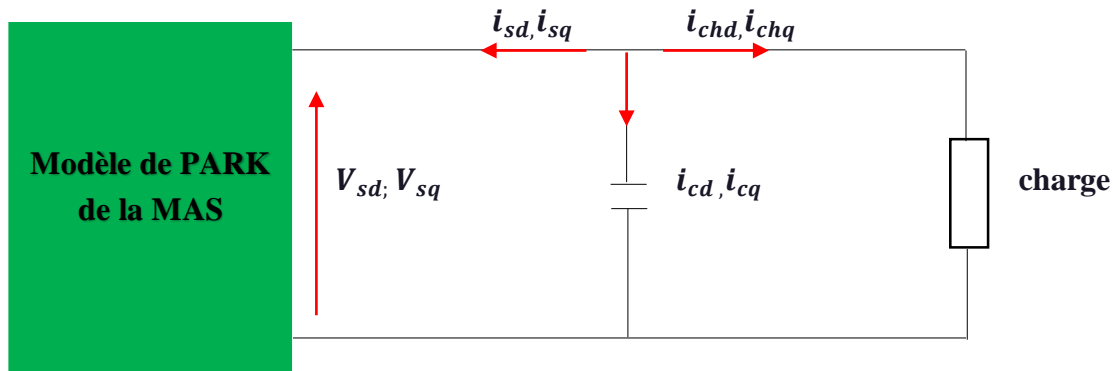 i_sd,i_sq
i_chd,i_chq
Modèle de PARK
de la MAS
V_sd; V_sq
i_cd ,i_cq
charge